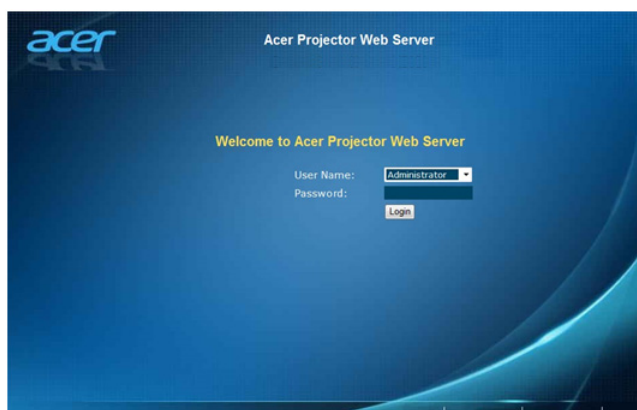 acer
Acer Projector Web Server
Welcome to Acer Projector Web Server
User Name: Administrator
Password:
Login